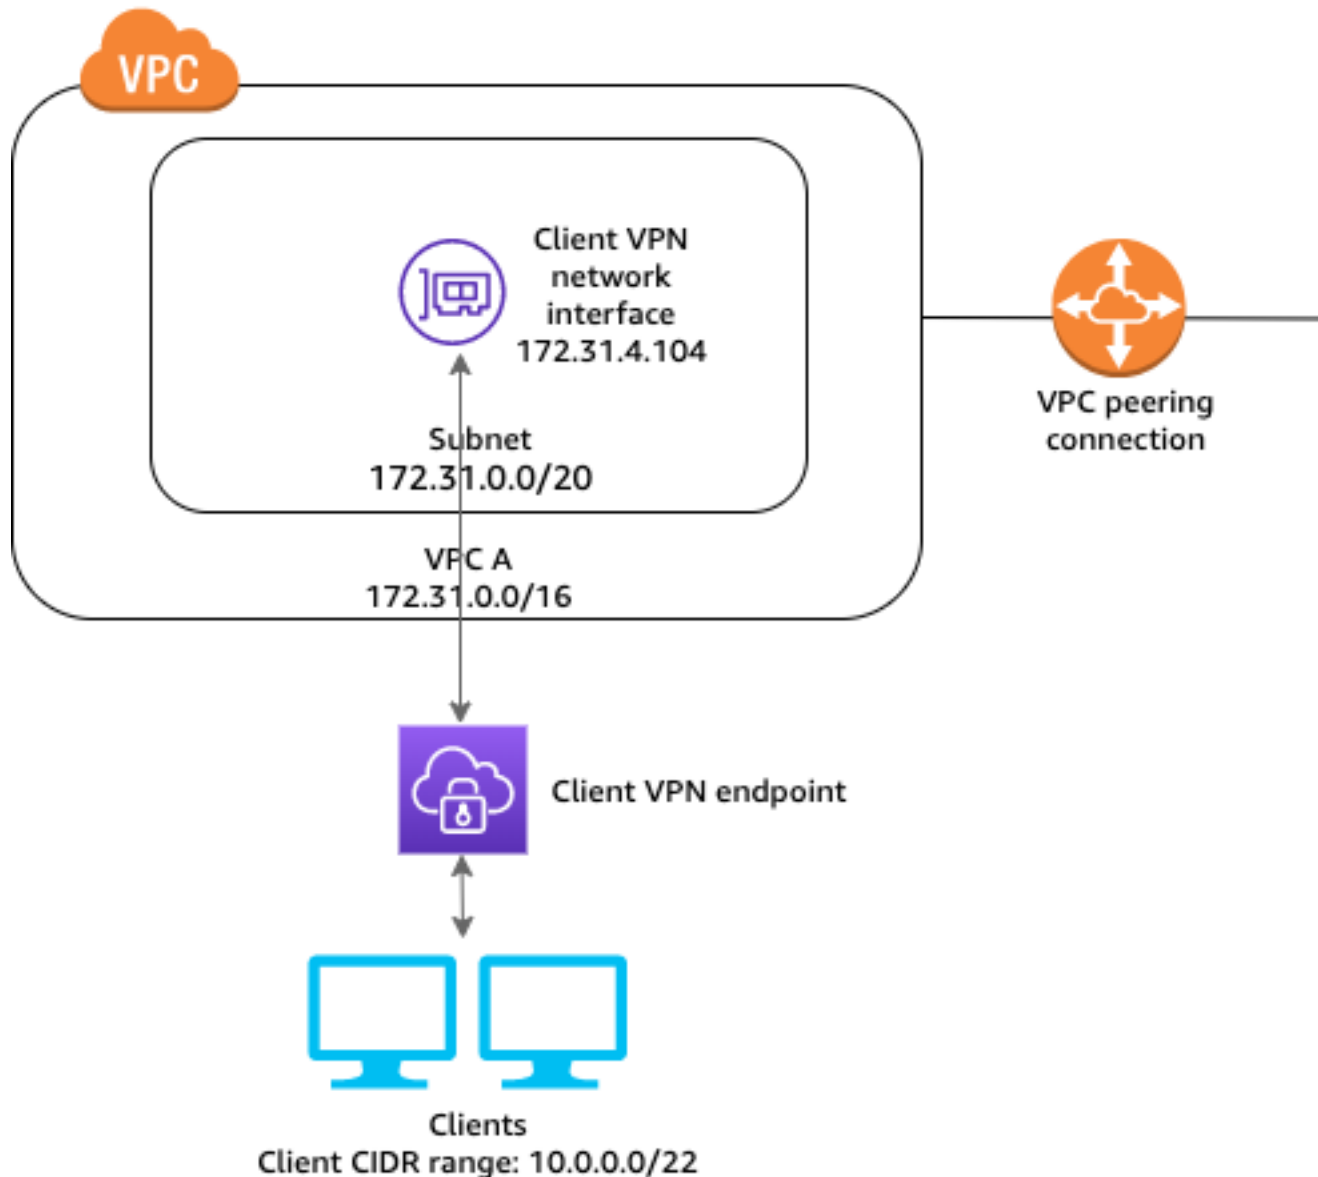 VPC
Client VPN
network
interface
172.31.4.104
Subnet
172.31.0.0/20
VPC A
172.31.0.0/16
VPC peering
connection
Client VPN endpoint
Clients
Client CIDR range: 10.0.0.0/22